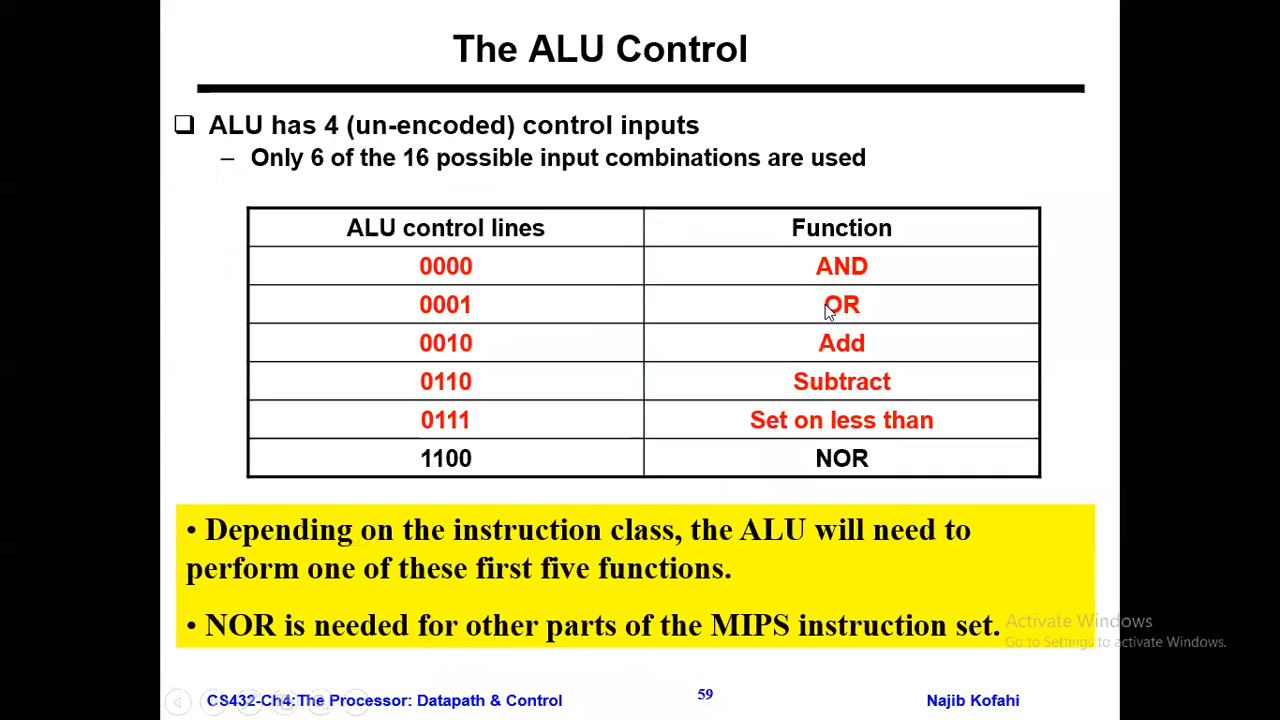 The ALU Control
❑ ALU has 4 (un-encoded) control inputs
– Only 6 of the 16 possible input combinations are used
ALU control lines Function
0000 AND
0001 OR
0010 Add
0110 Subtract
0111 Set on less than
1100 NOR
• Depending on the instruction class, the ALU will need to
perform one of these first five functions.
• NOR is needed for other parts of the MIPS instruction set.
Activate Windows
Go to Settings to activate Windows.
CS432-Ch4:The Processor: Datapath & Control 59 Najib Kofahi